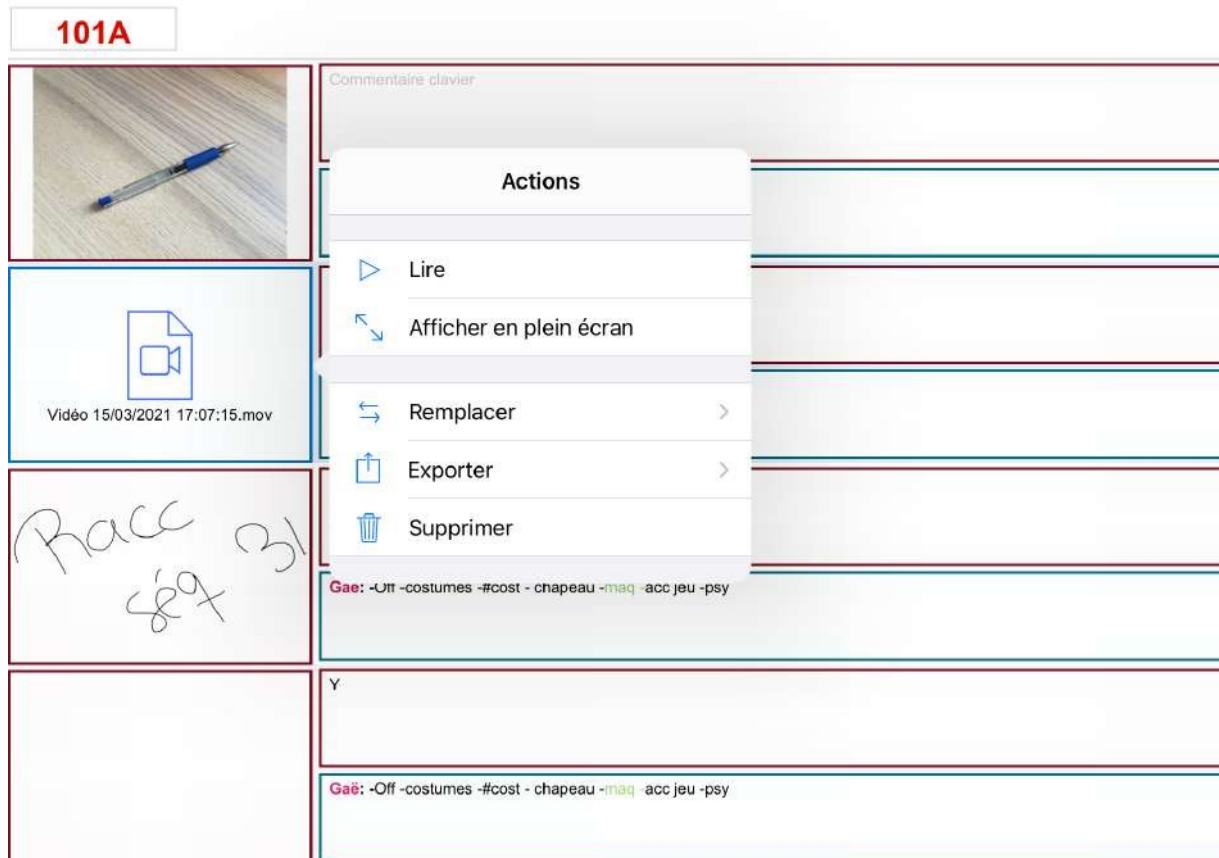 101A
Commentaire clavier
Actions
Lire
Afficher en plein écran
Vidéo 15/03/2021 17:07:15.mov
Remplacer
Exporter
Supprimer
Racc
séq 31
Gae: -Off -costumes -#cost - chapeau -maq -acc jeu -psy
Y
Gaë: -Off -costumes -#cost - chapeau -maq -acc jeu -psy